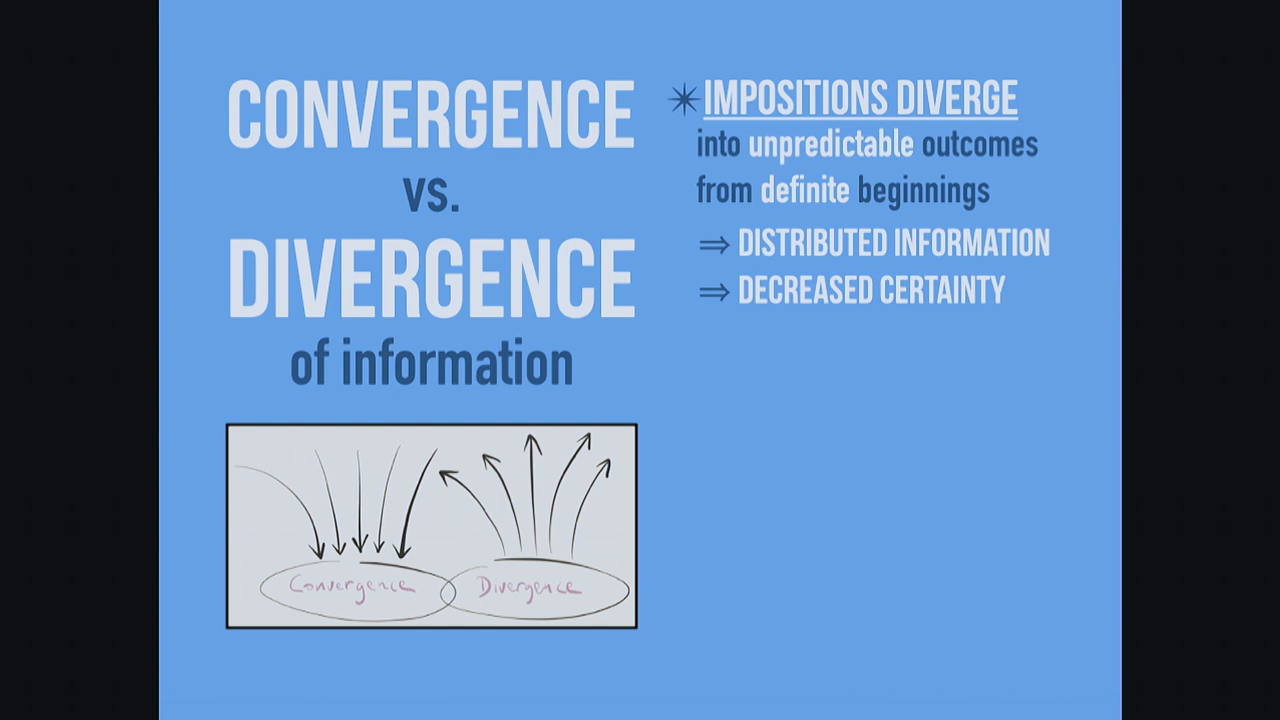 CONVERGENCE
vs.
DIVERGENCE
of information
Convergence
Divergence
✴IMPOSITIONS DIVERGE
into unpredictable outcomes
from definite beginnings
⇒ DISTRIBUTED INFORMATION
⇒ DECREASED CERTAINTY